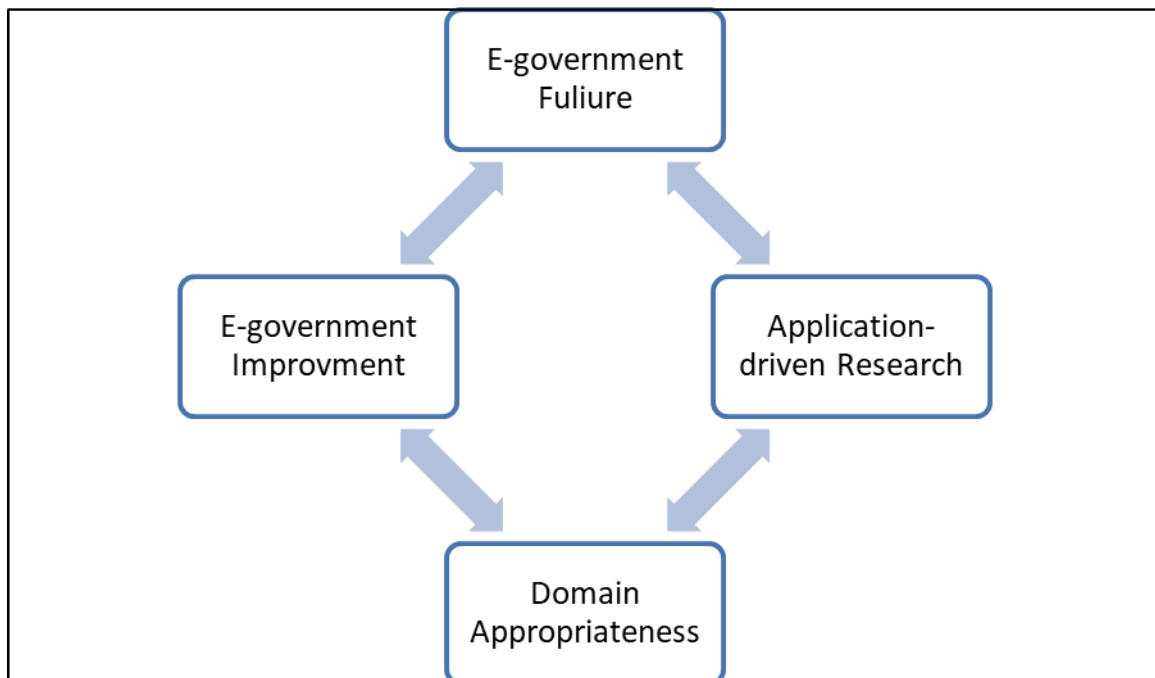 E-government
Fuliure
E-government
Improvment
Application-
driven Research
Domain
Appropriateness